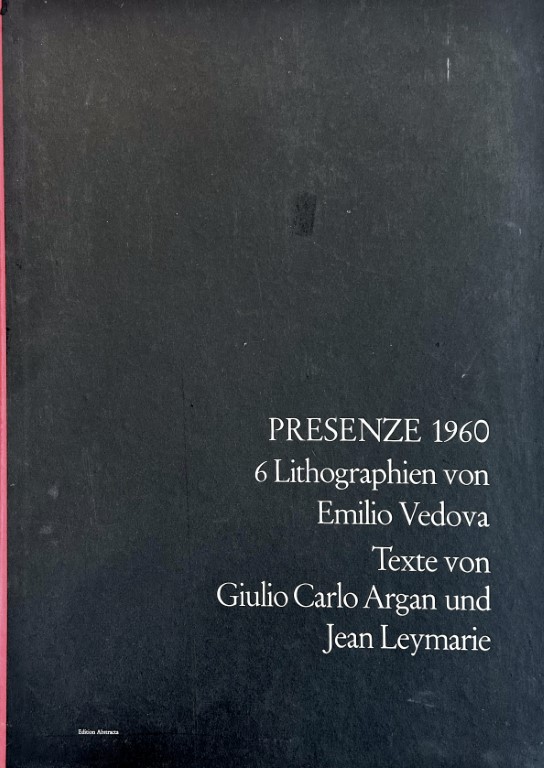 PRESENZE 1960
6 Lithographien von
Emilio Vedova
Texte von
Giulio Carlo Argan und
Jean Leymarie
Edition Abstracta